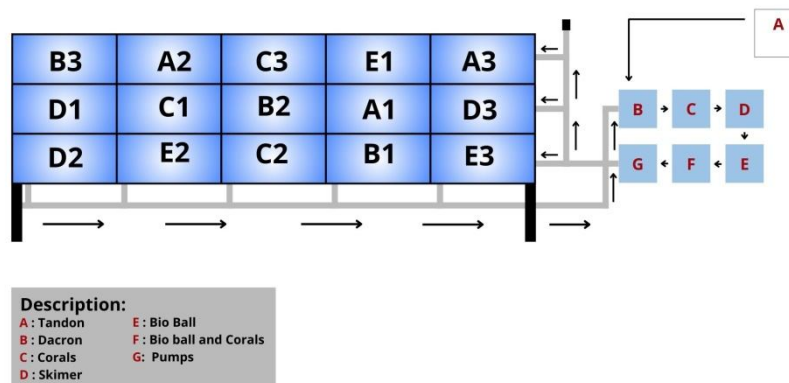 A
B3 A2 C3 E1 A3
D1 C1 B2 A1 D3
D2 E2 C2 B1 E3
B C D
G F E
Description:
A : Tandon
B : Dacron
C : Corals
D : Skimer
E : Bio Ball
F : Bio ball and Corals
G: Pumps